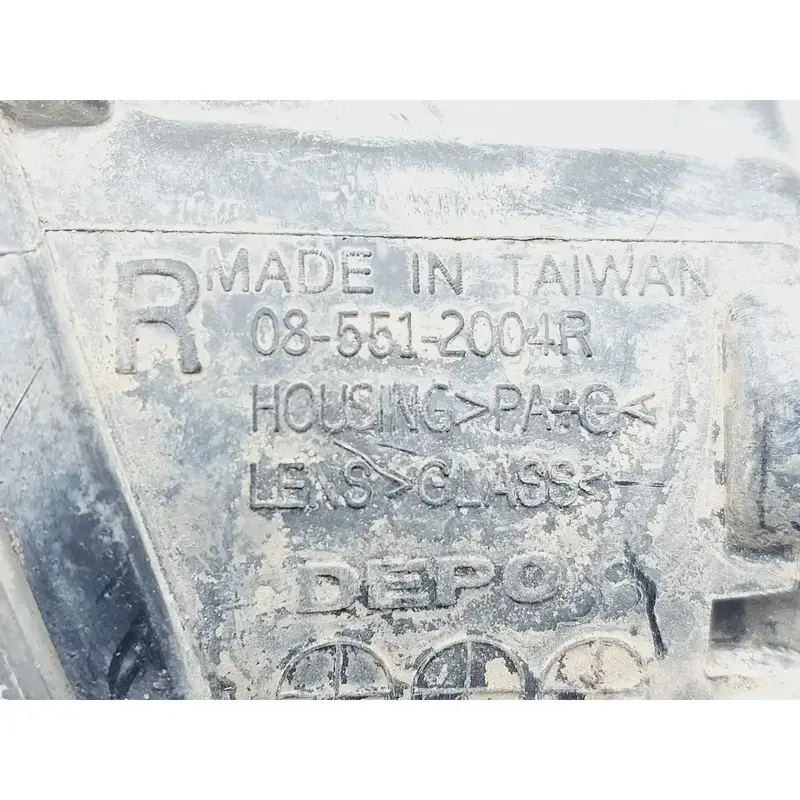 R MADE IN TAIWAN
08-551-2004R
HOUSING>PA+G<
LENS>GLASS<
DEPO